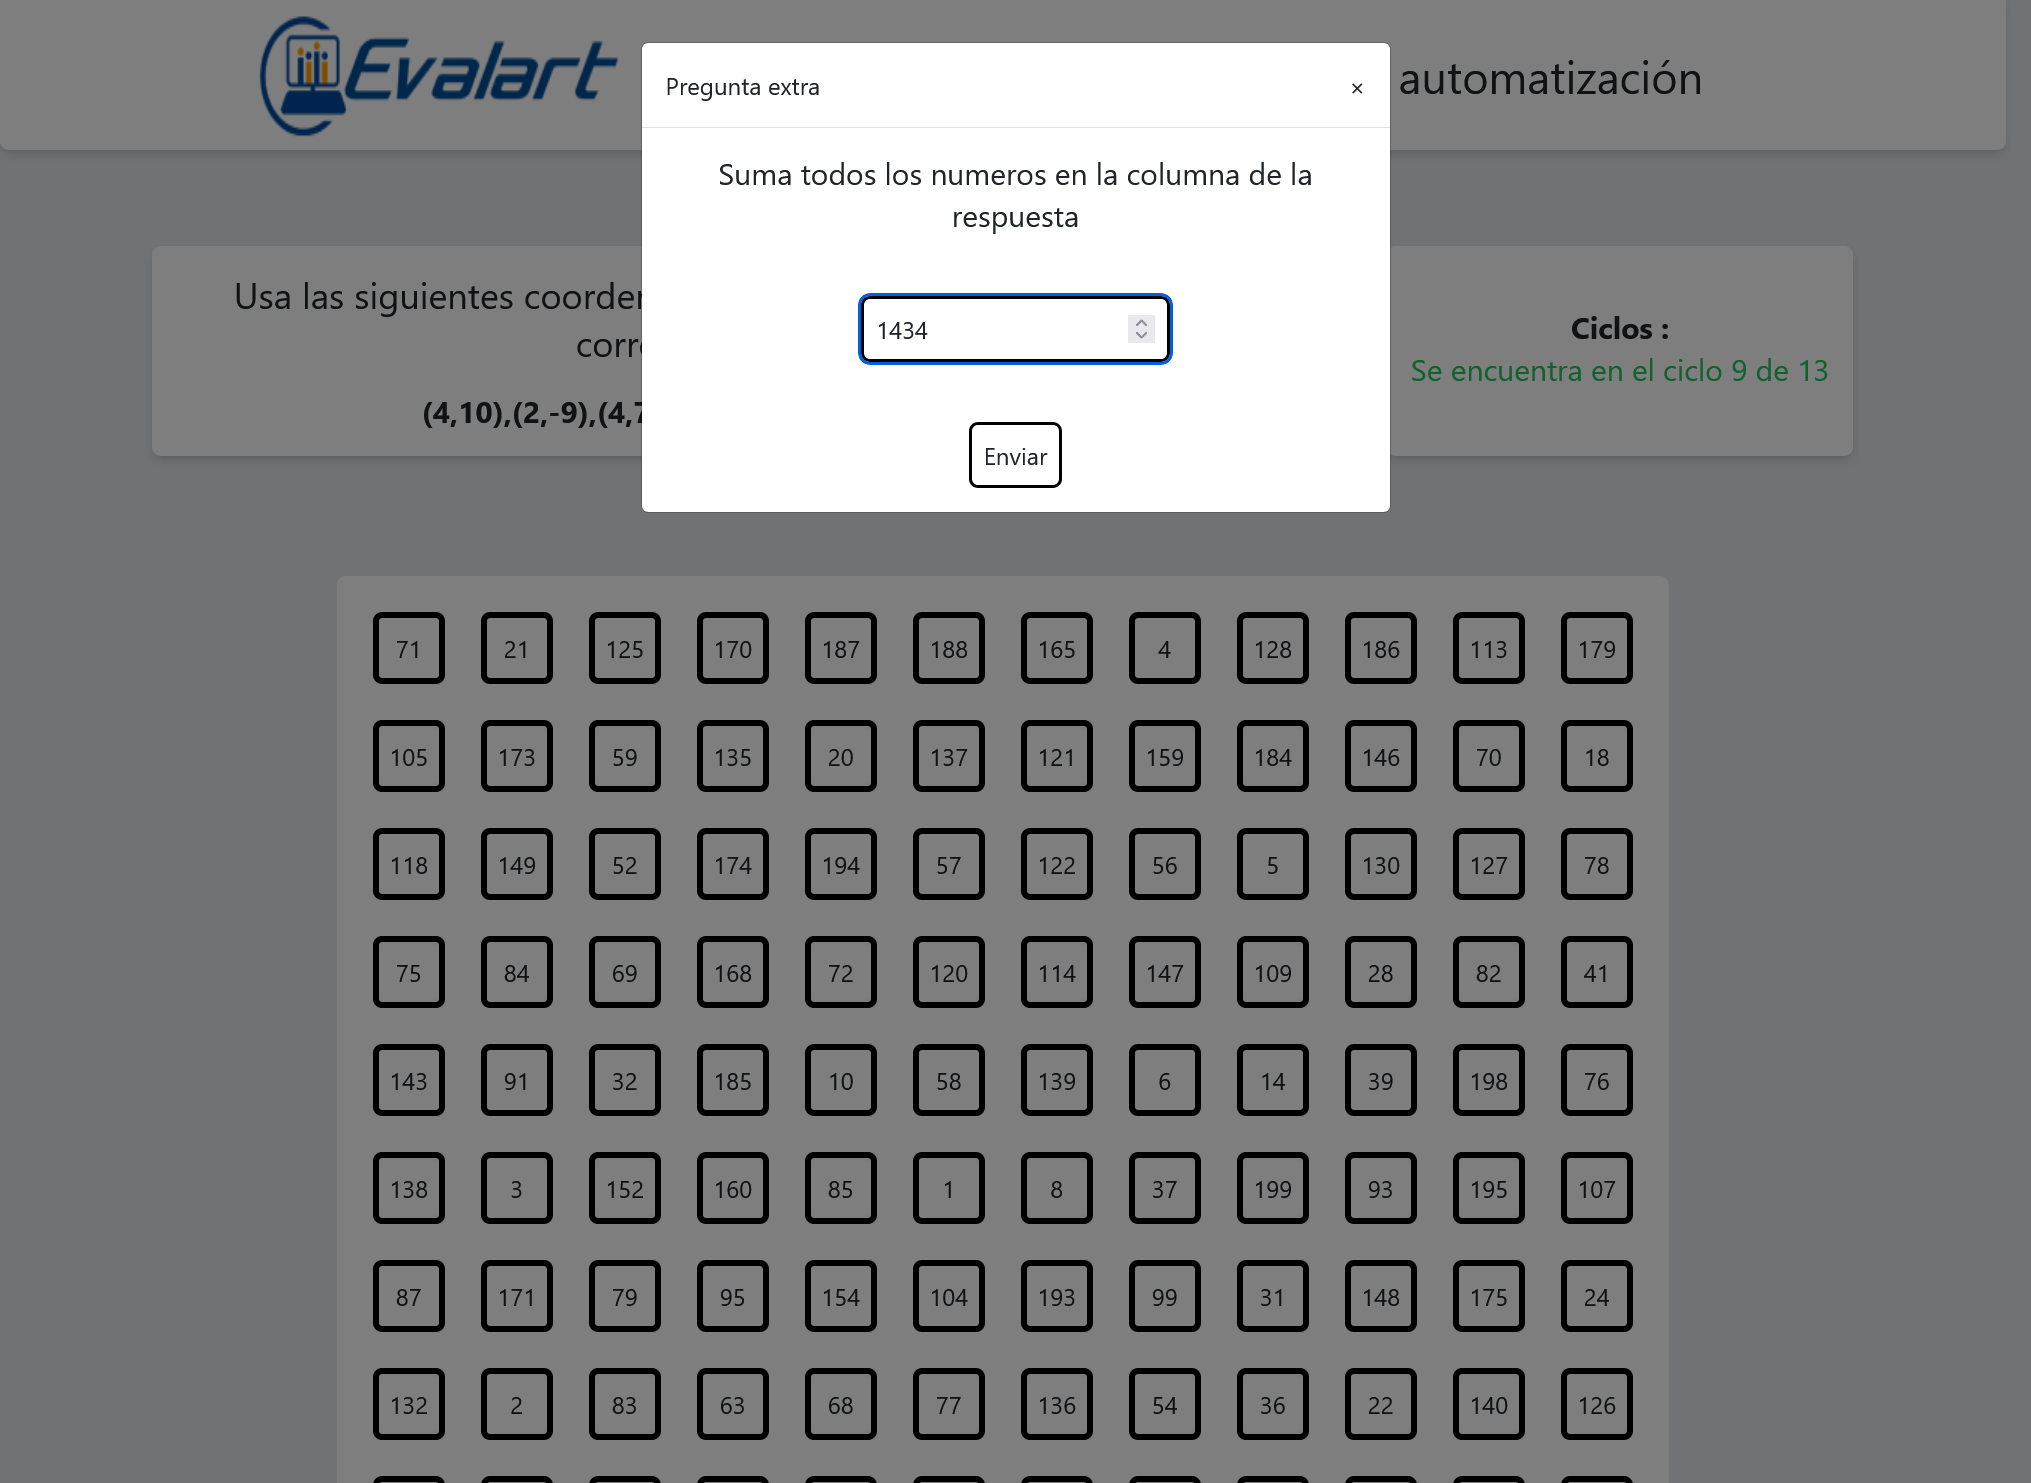 Evalart
automatización
Pregunta extra
×
Suma todos los numeros en la columna de la
respuesta
1434
Enviar
Usa las siguientes
(4,10),(2,-9),(4,7
Ciclos :
Se encuentra en el ciclo 9 de 13
71 21 125 170 187 188 165 4 128 186 113 179
105 173 59 135 20 137 121 159 184 146 70 18
118 149 52 174 194 57 122 56 5 130 127 78
75 84 69 168 72 120 114 147 109 28 82 41
143 91 32 185 10 58 139 6 14 39 198 76
138 3 152 160 85 1 8 37 199 93 195 107
87 171 79 95 154 104 193 99 31 148 175 24
132 2 83 63 68 77 136 54 36 22 140 126